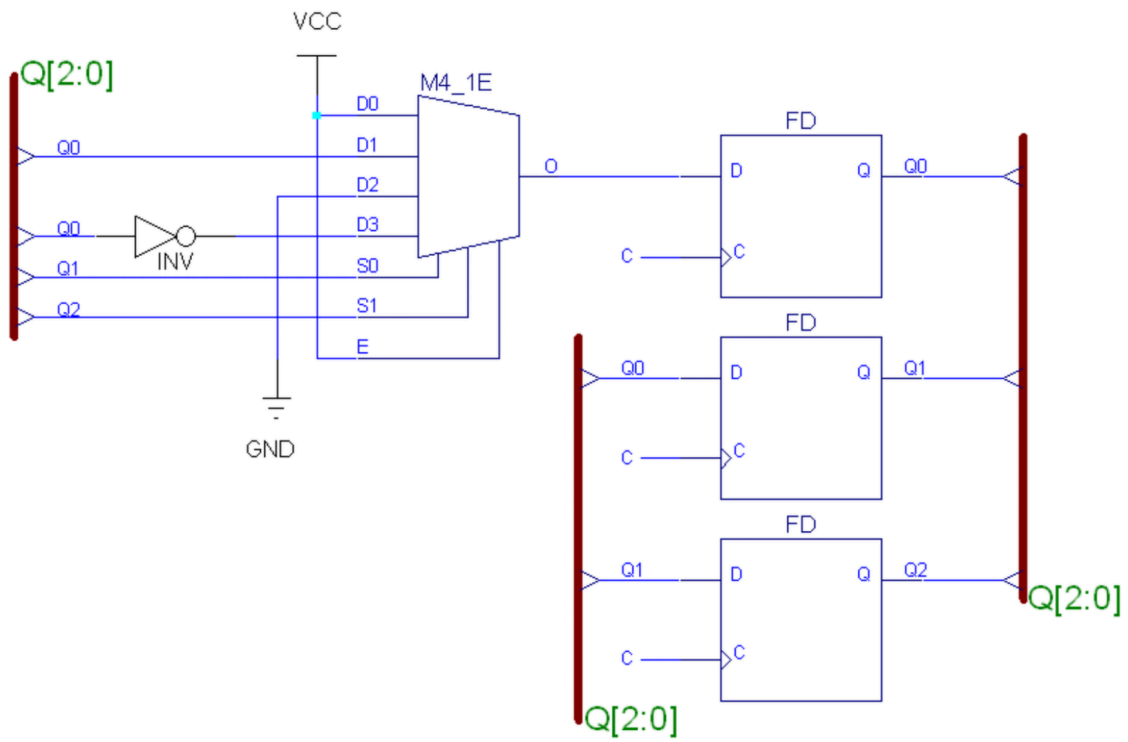 VCC
Q[2:0]
M4_1E
D0
FD
Q0 D1 O D Q Q0
D2
Q0 D3
INV
C C
Q1 S0
Q2 S1
FD
E
Q0 D Q Q1
GND
C C
FD
Q1 D Q Q2
Q[2:0]
C C
Q[2:0]